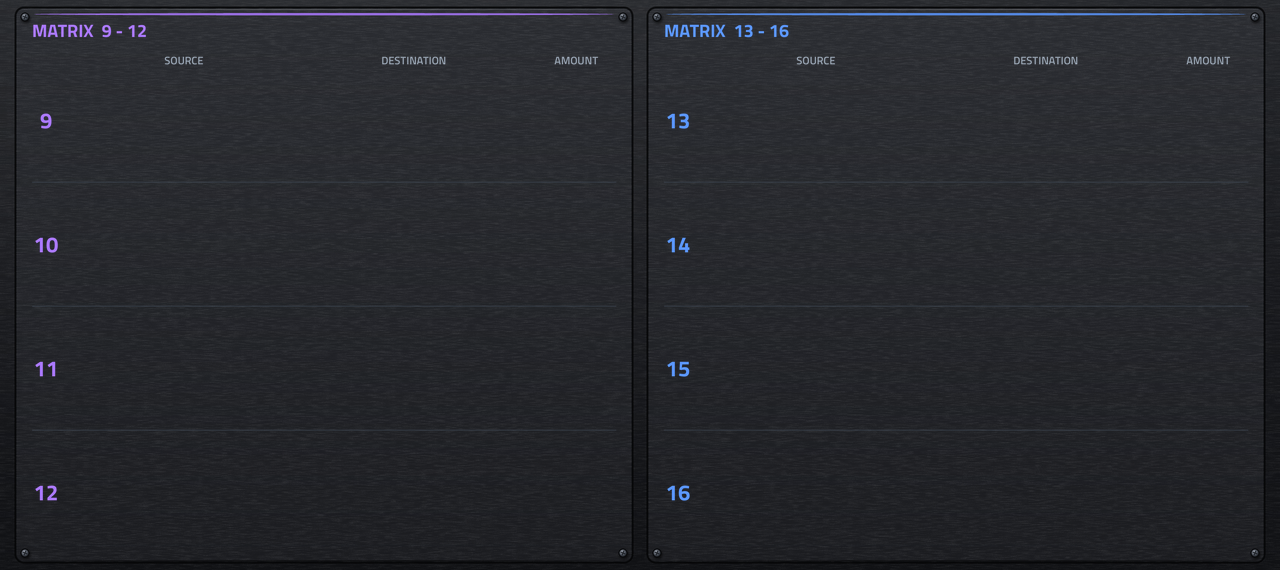 MATRIX 9 - 12
SOURCE DESTINATION AMOUNT
9
10
11
12
MATRIX 13 - 16
SOURCE DESTINATION AMOUNT
13
14
15
16